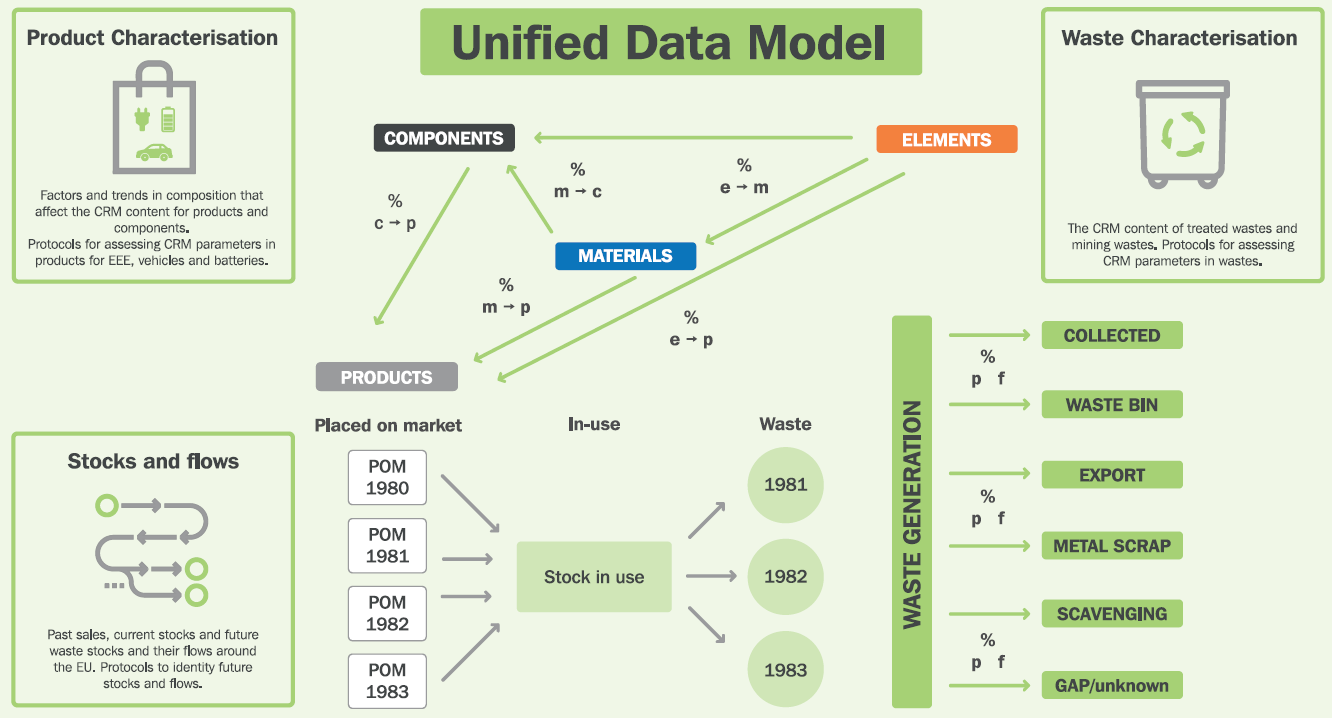 Unified Data Model
Product Characterisation
Factors and trends in composition that
affect the CRM content for products and
components.
Protocols for assessing CRM parameters in
products for EEE, vehicles and batteries.
Waste Characterisation
The CRM content of treated wastes and
mining wastes. Protocols for assessing
CRM parameters in wastes.
COMPONENTS
ELEMENTS
%
m → c
%
e → m
%
c → p
MATERIALS
%
m → p
%
e → p
PRODUCTS
Stocks and flows
Past sales, current stocks and future
waste stocks and their flows around
the EU. Protocols to identity future
stocks and flows.
Placed on market
In-use
Waste
POM
1980
POM
1981
POM
1982
POM
1983
Stock in use
1981
1982
1983
WASTE GENERATION
COLLECTED
%
p f
WASTE BIN
EXPORT
%
p f
METAL SCRAP
SCAVENGING
%
p f
GAP/unknown